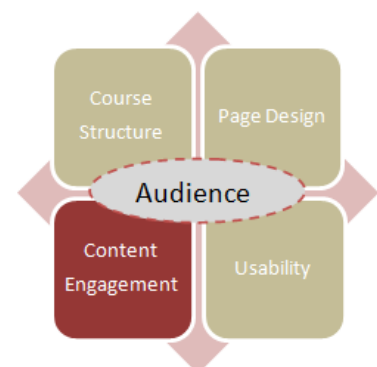 Course
Structure
Page Design
Audience
Content
Engagement
Usability